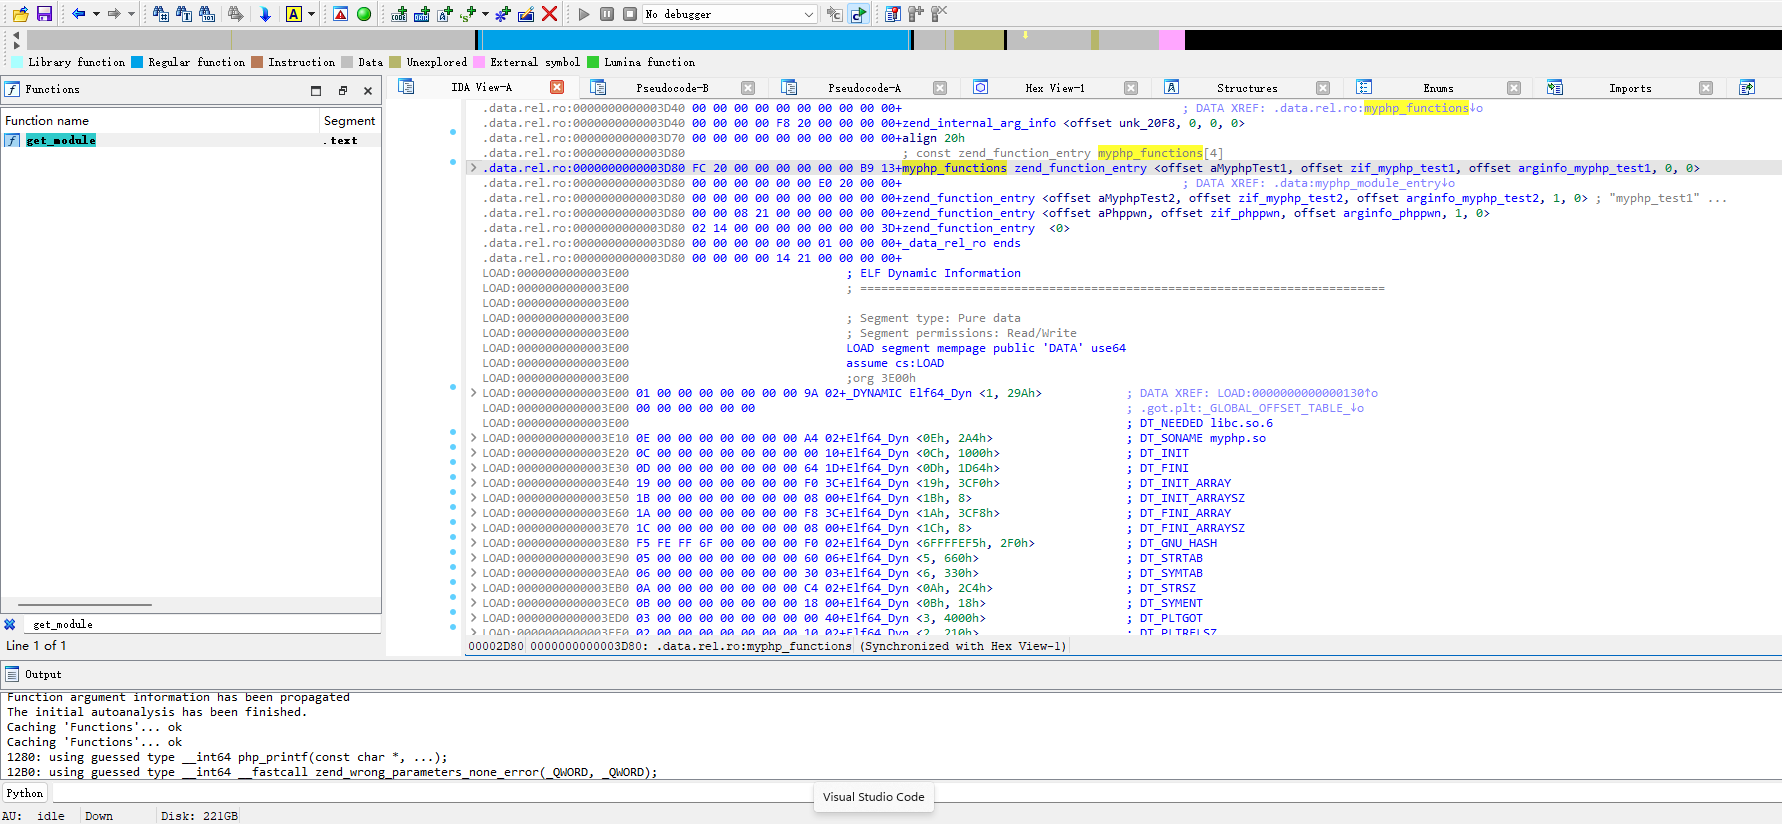 No debugger
Library function Regular function Instruction Data Unexplored External symbol Lumina function
Functions
Function name Segment
get_module .text
get_module
Line 1 of 1
IDA View-A Pseudocode-B Pseudocode-A Hex View-1 Structures Enums Imports
.data.rel.ro:0000000000003D40 00 00 00 00 00 00 00 00 00 00+ ; DATA XREF: .data.rel.ro:myphp_functions↓o
.data.rel.ro:0000000000003D40 00 00 00 00 F8 20 00 00 00 00+zend_internal_arg_info <offset unk_20F8, 0, 0, 0>
.data.rel.ro:0000000000003D70 00 00 00 00 00 00 00 00 00 00+align 20h
.data.rel.ro:0000000000003D80 ; const zend_function_entry myphp_functions[4]
.data.rel.ro:0000000000003D80 FC 20 00 00 00 00 00 00 B9 13+myphp_functions zend_function_entry <offset aMyphpTest1, offset zif_myphp_test1, offset arginfo_myphp_test1, 0, 0>
.data.rel.ro:0000000000003D80 00 00 00 00 00 00 E0 20 00 00+ ; DATA XREF: .data:myphp_module_entry↓o
.data.rel.ro:0000000000003D80 00 00 00 00 00 00 00 00 00 00+zend_function_entry <offset aMyphpTest2, offset zif_myphp_test2, offset arginfo_myphp_test2, 1, 0> ; "myphp_test1" ...
.data.rel.ro:0000000000003D80 00 00 08 21 00 00 00 00 00 00+zend_function_entry <offset aPhppwn, offset zif_phppwn, offset arginfo_phppwn, 1, 0>
.data.rel.ro:0000000000003D80 02 14 00 00 00 00 00 00 00 3D+zend_function_entry <0>
.data.rel.ro:0000000000003D80 00 00 00 00 00 00 01 00 00 00+_data_rel_ro ends
.data.rel.ro:0000000000003D80 00 00 00 00 14 21 00 00 00 00+
LOAD:0000000000003E00 ; ELF Dynamic Information
LOAD:0000000000003E00 ; ===========================================================================
LOAD:0000000000003E00
LOAD:0000000000003E00 ; Segment type: Pure data
LOAD:0000000000003E00 ; Segment permissions: Read/Write
LOAD:0000000000003E00 LOAD segment mempage public 'DATA' use64
LOAD:0000000000003E00 assume cs:LOAD
LOAD:0000000000003E00 ;org 3E00h
LOAD:0000000000003E00 01 00 00 00 00 00 00 00 9A 02+_DYNAMIC Elf64_Dyn <1, 29Ah> ; DATA XREF: LOAD:0000000000000130↑o
LOAD:0000000000003E00 00 00 00 00 00 00 ; .got.plt:_GLOBAL_OFFSET_TABLE_↓o
LOAD:0000000000003E00 ; DT_NEEDED libc.so.6
LOAD:0000000000003E10 0E 00 00 00 00 00 00 00 A4 02+Elf64_Dyn <0Eh, 2A4h> ; DT_SONAME myphp.so
LOAD:0000000000003E20 0C 00 00 00 00 00 00 00 00 10+Elf64_Dyn <0Ch, 1000h> ; DT_INIT
LOAD:0000000000003E30 0D 00 00 00 00 00 00 00 64 1D+Elf64_Dyn <0Dh, 1D64h> ; DT_FINI
LOAD:0000000000003E40 19 00 00 00 00 00 00 00 F0 3C+Elf64_Dyn <19h, 3CF0h> ; DT_INIT_ARRAY
LOAD:0000000000003E50 1B 00 00 00 00 00 00 00 08 00+Elf64_Dyn <1Bh, 8> ; DT_INIT_ARRAYSZ
LOAD:0000000000003E60 1A 00 00 00 00 00 00 00 F8 3C+Elf64_Dyn <1Ah, 3CF8h> ; DT_FINI_ARRAY
LOAD:0000000000003E70 1C 00 00 00 00 00 00 00 08 00+Elf64_Dyn <1Ch, 8> ; DT_FINI_ARRAYSZ
LOAD:0000000000003E80 F5 FE FF 6F 00 00 00 00 F0 02+Elf64_Dyn <6FFFFEF5h, 2F0h> ; DT_GNU_HASH
LOAD:0000000000003E90 05 00 00 00 00 00 00 00 60 06+Elf64_Dyn <5, 660h> ; DT_STRTAB
LOAD:0000000000003EA0 06 00 00 00 00 00 00 00 30 03+Elf64_Dyn <6, 330h> ; DT_SYMTAB
LOAD:0000000000003EB0 0A 00 00 00 00 00 00 00 C4 02+Elf64_Dyn <0Ah, 2C4h> ; DT_STRSZ
LOAD:0000000000003EC0 0B 00 00 00 00 00 00 00 18 00+Elf64_Dyn <0Bh, 18h> ; DT_SYMENT
LOAD:0000000000003ED0 03 00 00 00 00 00 00 00 00 40+Elf64_Dyn <3, 4000h> ; DT_PLTGOT
LOAD:0000000000003EE0 02 00 00 00 00 00 00 00 10 02+Elf64_Dyn <2, 210h> ; DT_PLTRELSZ
00002D80 0000000000003D80: .data.rel.ro:myphp_functions (Synchronized with Hex View-1)
Output
Function argument information has been propagated
The initial autoanalysis has been finished.
Caching 'Functions'... ok
Caching 'Functions'... ok
1280: using guessed type __int64 php_printf(const char *, ...);
12B0: using guessed type __int64 __fastcall zend_wrong_parameters_none_error(_QWORD, _QWORD);
Python
Visual Studio Code
AU: idle Down Disk: 221GB